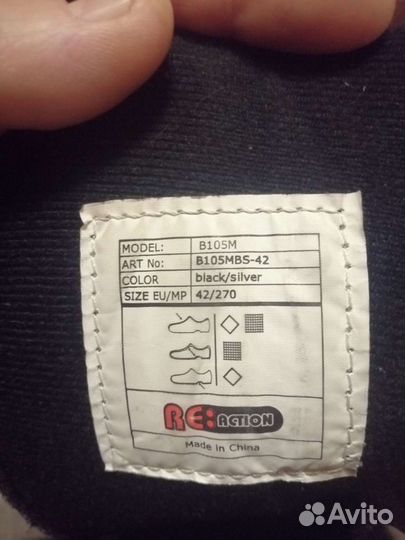 MODEL: B105M
ART No: B105MBS-42
COLOR black/silver
SIZE EU/MP 42/270
RE:ACTION
Made in China
Avito